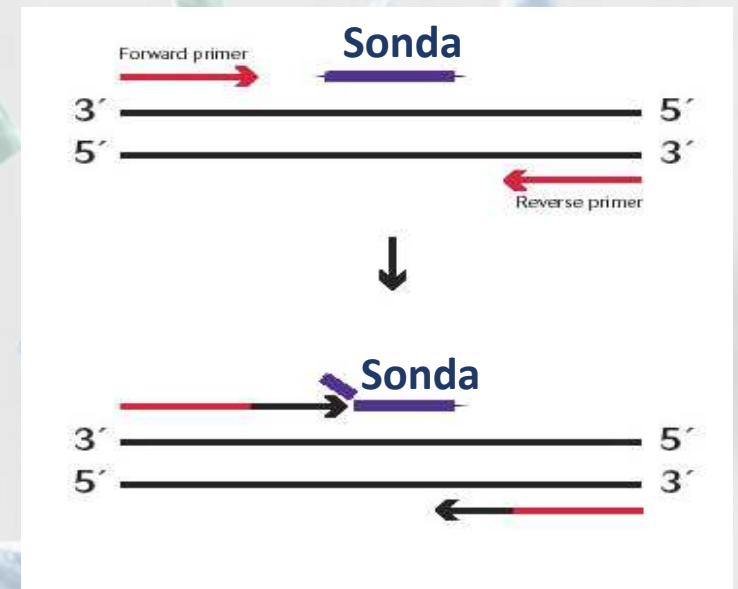 Sonda
Forward primer
3´ 5´
5´ 3´
Reverse primer
Sonda
3´ 5´
5´ 3´